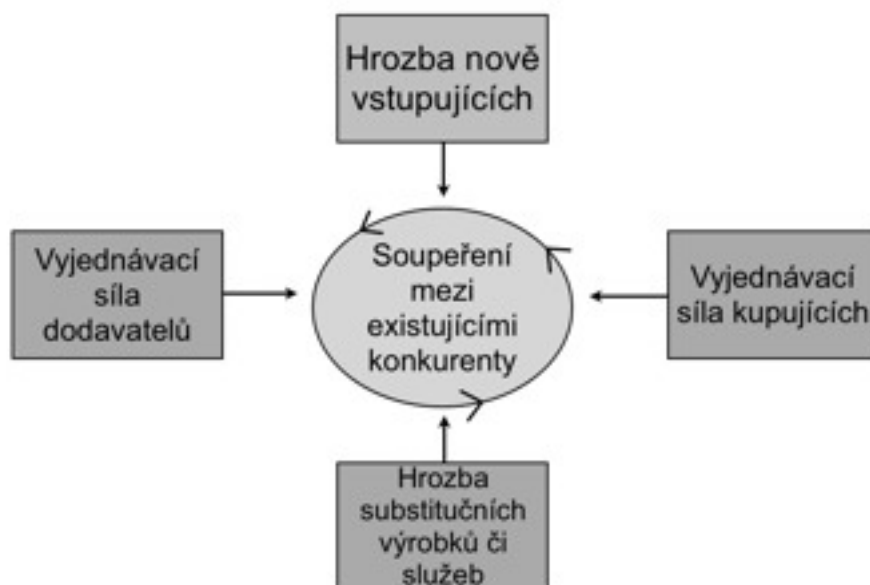 Hrozba nově
vstupujících
Vyjednávací
síla
dodavatelů
Soupeření
mezi
existujícími
konkurenty
Vyjednávací
síla kupujících
Hrozba
substitučních
výrobků či
služeb